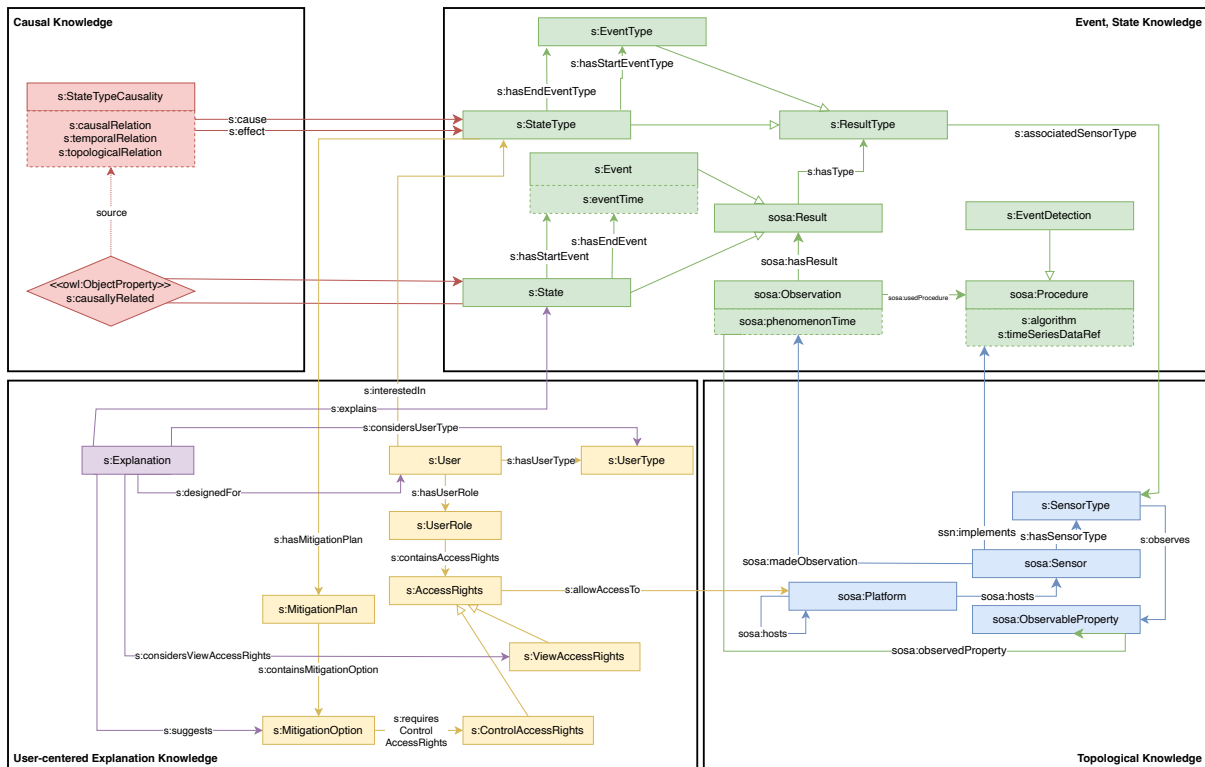 Causal Knowledge
Event, State Knowledge
s:EventType
s:hasStartEventType
s:hasEndEventType
s:StateTypeCausality
s:causalRelation
s:temporalRelation
s:topologicalRelation
s:cause
s:effect
s:StateType
s:ResultType
s:associatedSensorType
s:Event
s:eventTime
s:hasType
source
sosa:Result
s:EventDetection
s:hasEndEvent
s:hasStartEvent
sosa:hasResult
<<owl:ObjectProperty>>
s:causallyRelated
s:State
sosa:Observation
sosa:phenomenonTime
sosa:usedProcedure
sosa:Procedure
s:algorithm
s:timeSeriesDataRef
s:interestedIn
s:explains
s:considersUserType
s:Explanation
s:User
s:hasUserType
s:UserType
s:designedFor
s:hasUserRole
s:UserRole
s:SensorType
s:hasMitigationPlan
s:containsAccessRights
ssn:implements
s:hasSensorType
s:observes
sosa:madeObservation
sosa:Sensor
s:AccessRights
s:allowAccessTo
sosa:Platform
sosa:hosts
s:MitigationPlan
sosa:hosts
sosa:ObservableProperty
s:considersViewAccessRights
s:ViewAccessRights
sosa:observedProperty
s:containsMitigationOption
s:suggests
s:MitigationOption
s:requires
Control
AccessRights
s:ControlAccessRights
User-centered Explanation Knowledge
Topological Knowledge